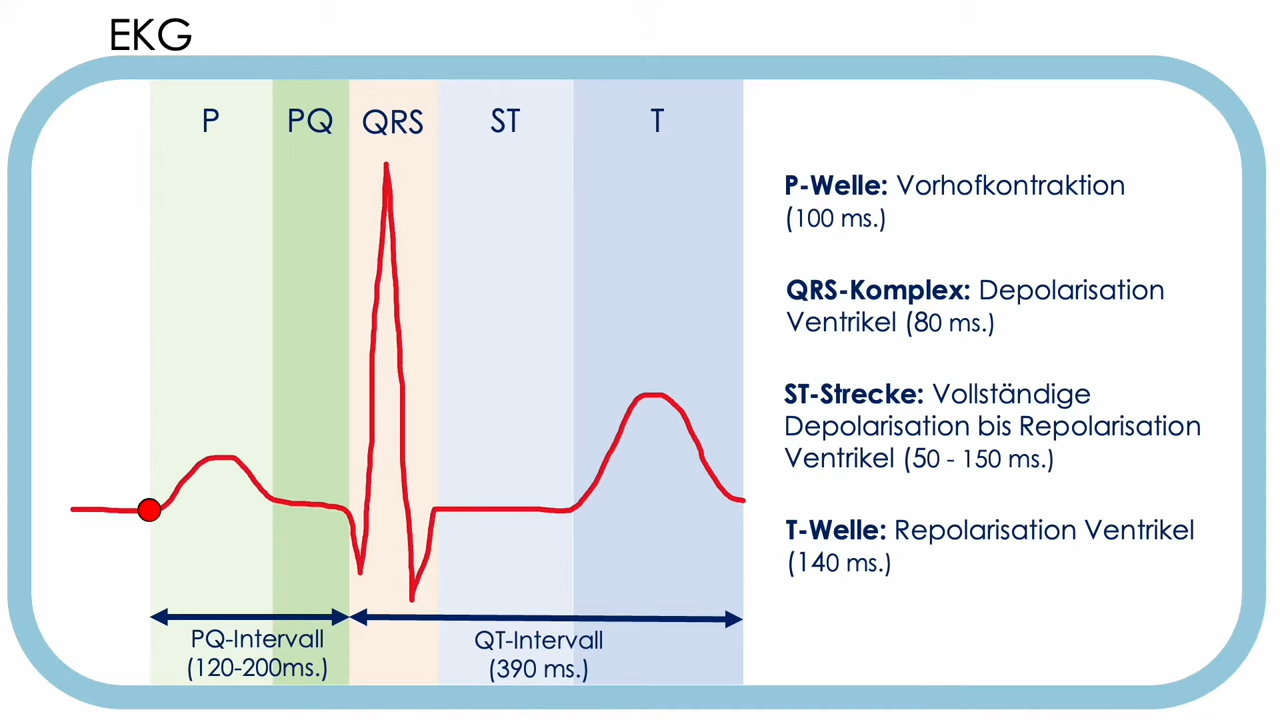 EKG
P
PQ
QRS
ST
T
P-Welle: Vorhofkontraktion
(100 ms.)
QRS-Komplex: Depolarisation
Ventrikel (80 ms.)
ST-Strecke: Vollständige
Depolarisation bis Repolarisation
Ventrikel (50 - 150 ms.)
T-Welle: Repolarisation Ventrikel
(140 ms.)
PQ-Intervall
(120-200ms.)
QT-Intervall
(390 ms.)